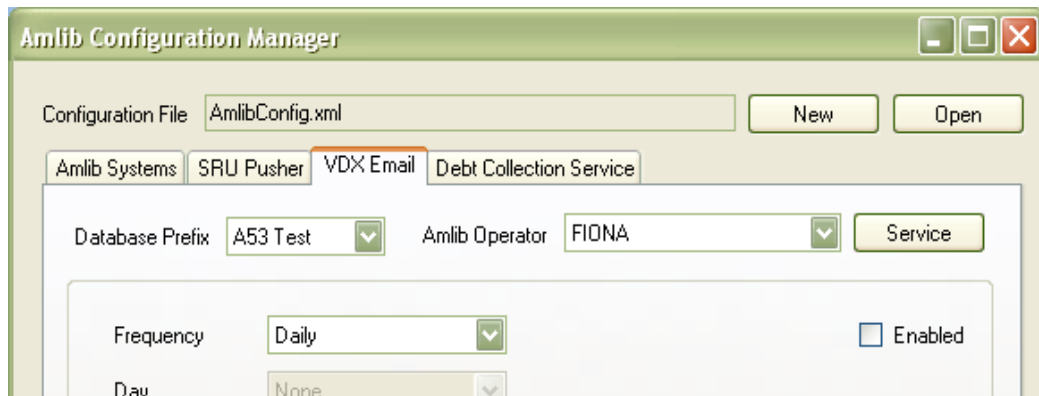 Amlib Configuration Manager
Configuration File AmlibConfig.xml New Open
Amlib Systems SRU Pusher VDX Email Debt Collection Service
Database Prefix A53 Test Amlib Operator FIONA Service
Frequency Daily Enabled
Day None